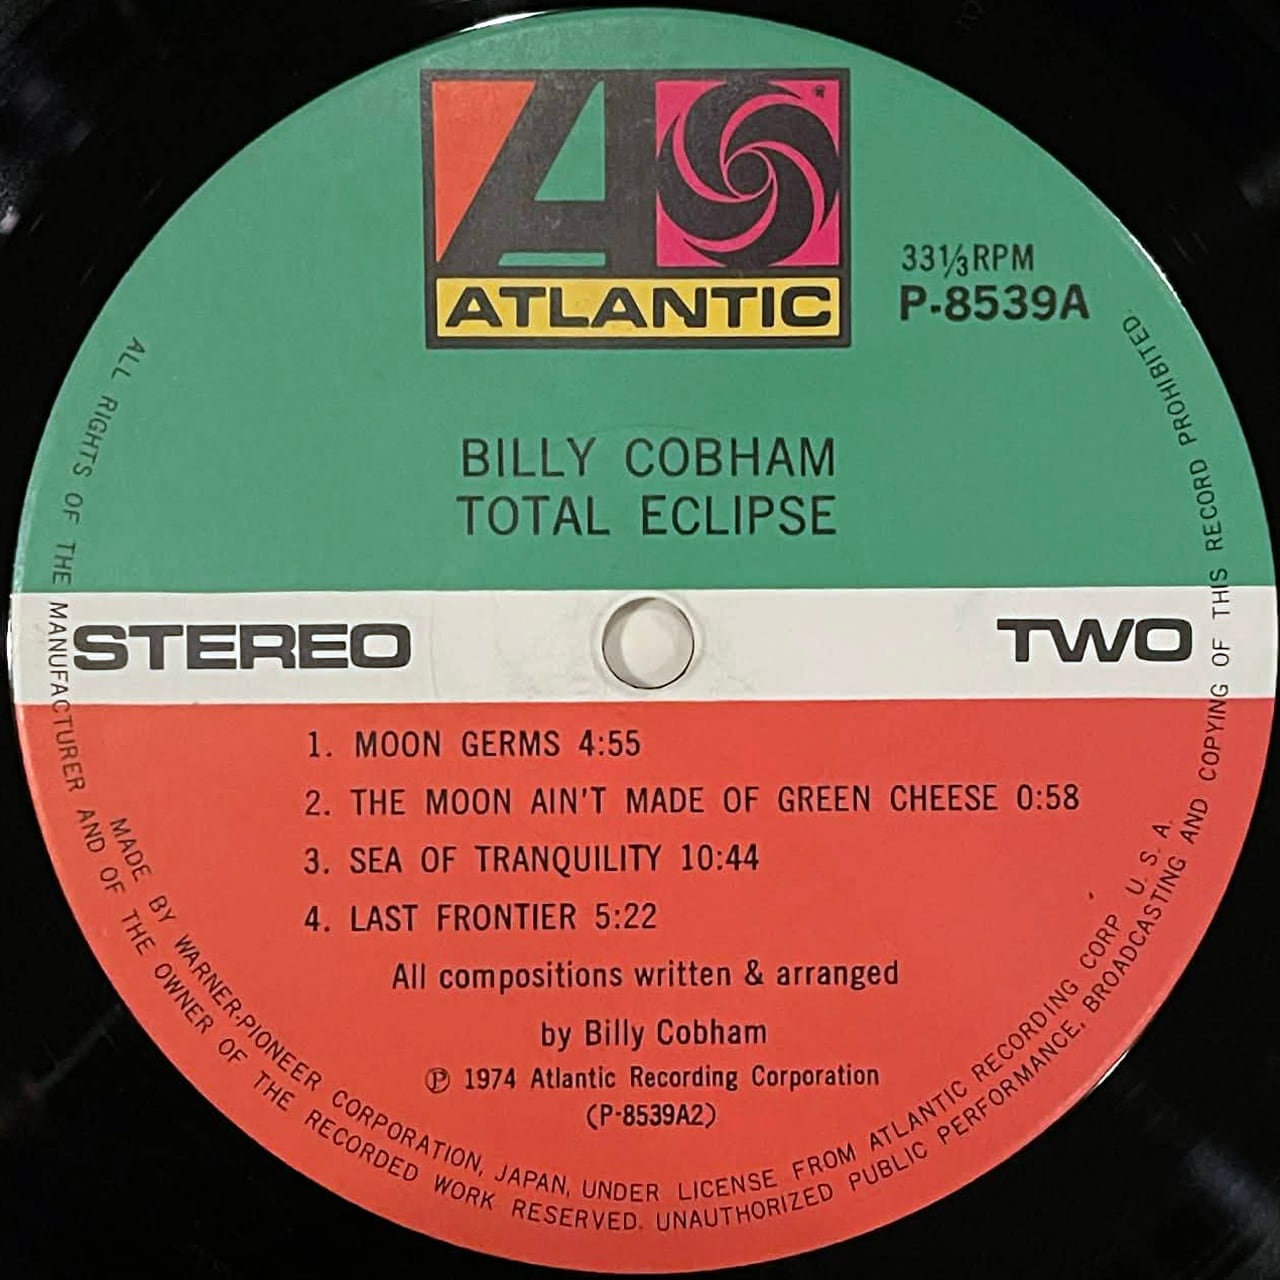 ATLANTIC
33⅓ RPM
P-8539A
BILLY COBHAM
TOTAL ECLIPSE
STEREO
TWO
1. MOON GERMS 4:55
2. THE MOON AIN'T MADE OF GREEN CHEESE 0:58
3. SEA OF TRANQUILITY 10:44
4. LAST FRONTIER 5:22
All compositions written & arranged
by Billy Cobham
Ⓟ 1974 Atlantic Recording Corporation
(P-8539A2)
MADE BY WARNER-PIONEER CORPORATION, JAPAN, UNDER LICENSE FROM ATLANTIC RECORDING CORP. U. S. A.
ALL RIGHTS OF THE MANUFACTURER AND OF THE OWNER OF THE RECORDED WORK RESERVED. UNAUTHORIZED PUBLIC PERFORMANCE, BROADCASTING AND COPYING OF THIS RECORD PROHIBITED.